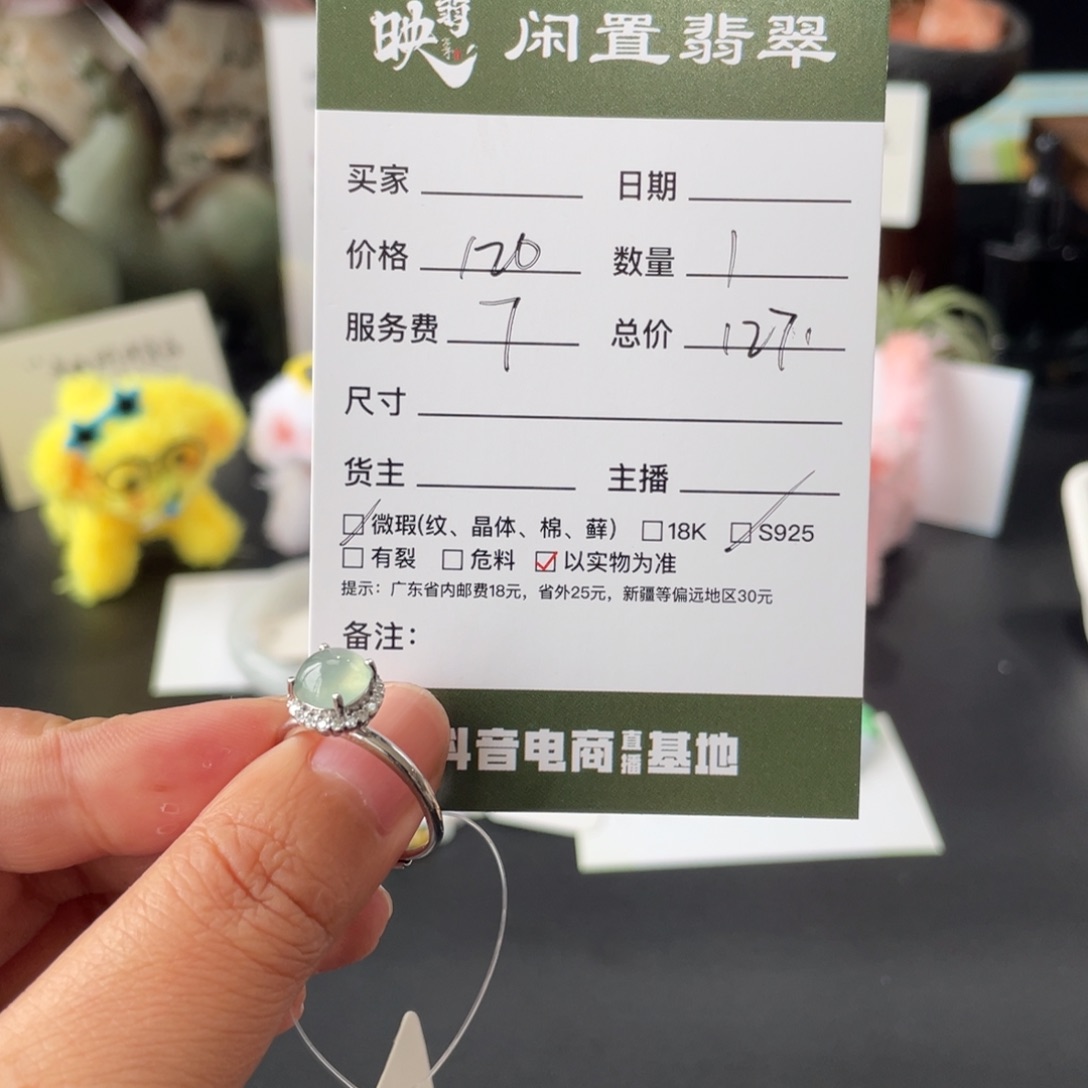 映翡 闲置翡翠
买家 日期
价格 120 数量 1
服务费 7 总价 127
尺寸
货主 主播
微瑕(纹、晶体、棉、藓) 18K S925
有裂 危料 以实物为准
提示：广东省内邮费18元，省外25元，新疆等偏远地区30元
备注：
抖音电商直播基地